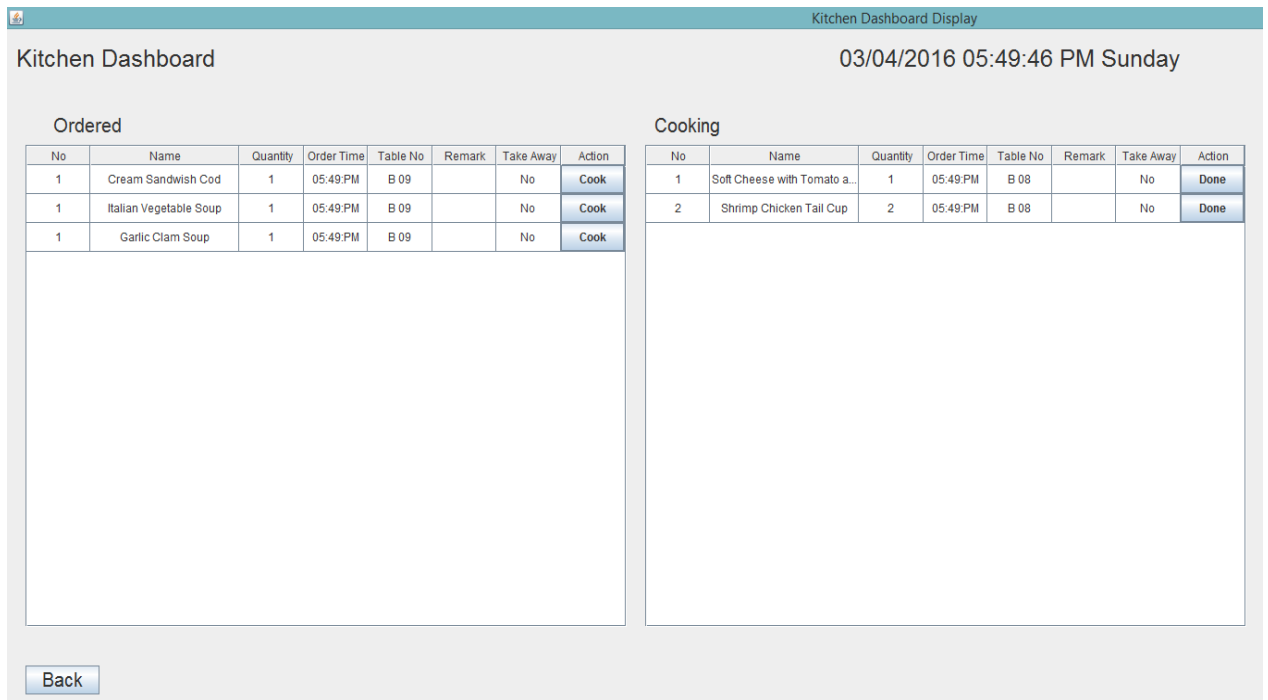 Kitchen Dashboard Display
Kitchen Dashboard 03/04/2016 05:49:46 PM Sunday
Ordered
No Name Quantity Order Time Table No Remark Take Away Action
1 Cream Sandwish Cod 1 05:49:PM B 09 No Cook
1 Italian Vegetable Soup 1 05:49:PM B 09 No Cook
1 Garlic Clam Soup 1 05:49:PM B 09 No Cook
Cooking
No Name Quantity Order Time Table No Remark Take Away Action
1 Soft Cheese with Tomato a... 1 05:49:PM B 08 No Done
2 Shrimp Chicken Tail Cup 2 05:49:PM B 08 No Done
Back